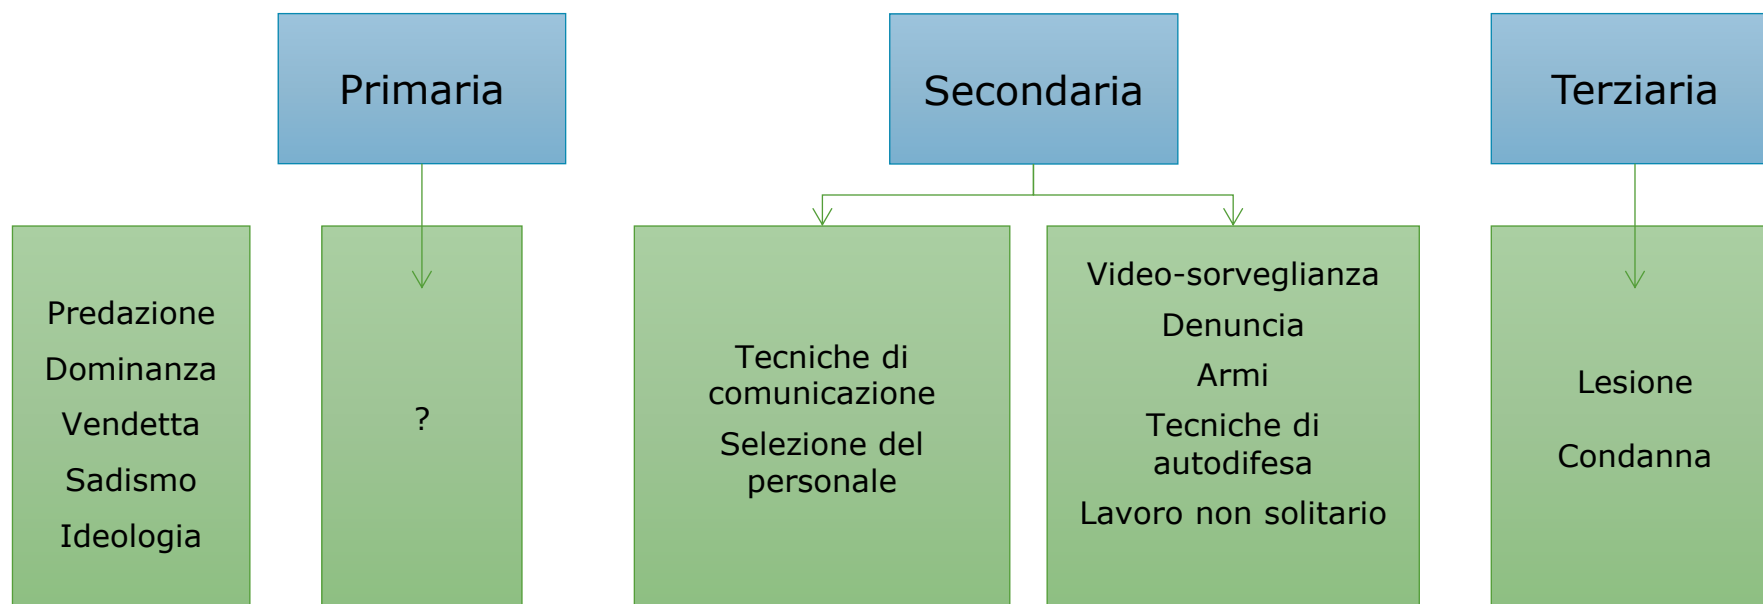 Primaria
Secondaria
Terziaria
Predazione
Dominanza
Vendetta
Sadismo
Ideologia
?
Tecniche di
comunicazione
Selezione del
personale
Video-sorveglianza
Denuncia
Armi
Tecniche di
autodifesa
Lavoro non solitario
Lesione
Condanna